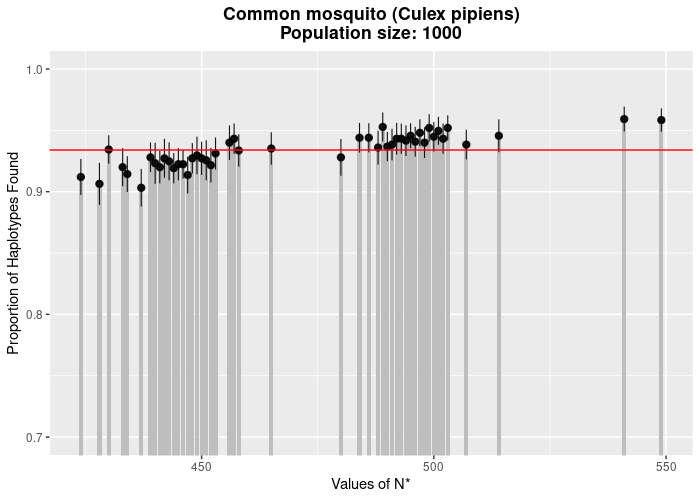 Common mosquito (Culex pipiens)
Population size: 1000
Proportion of Haplotypes Found
1.0
0.9
0.8
0.7
450
500
550
Values of N*